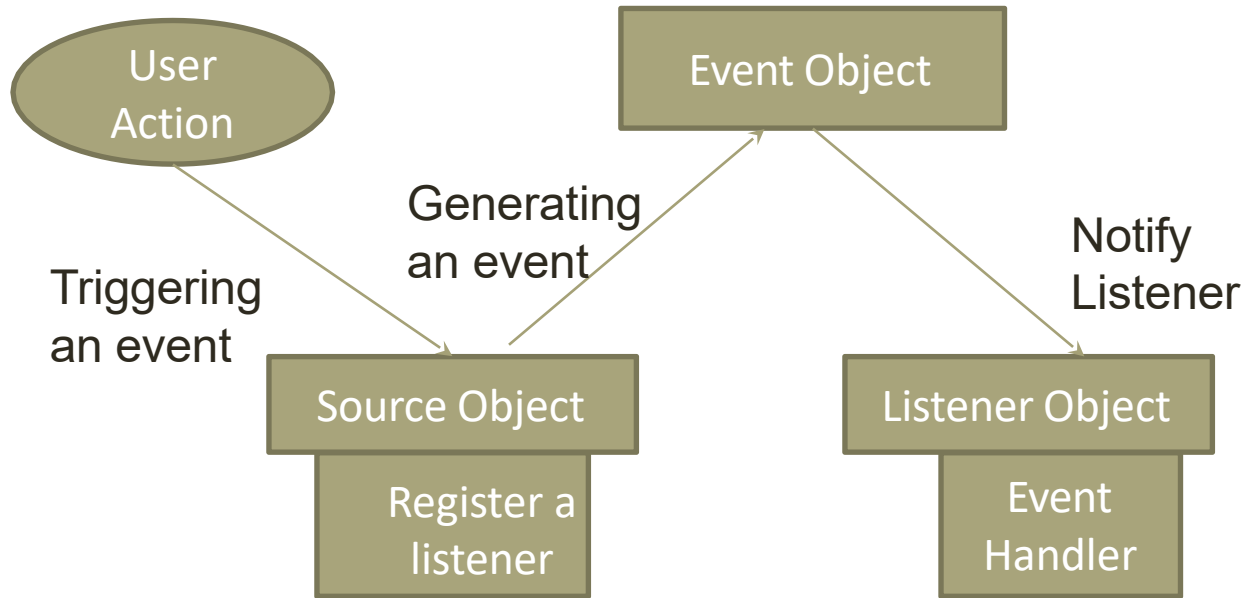 User
Action
Event Object
Generating
an event
Notify
Listener
Triggering
an event
Source Object
Listener Object
Register a
listener
Event
Handler